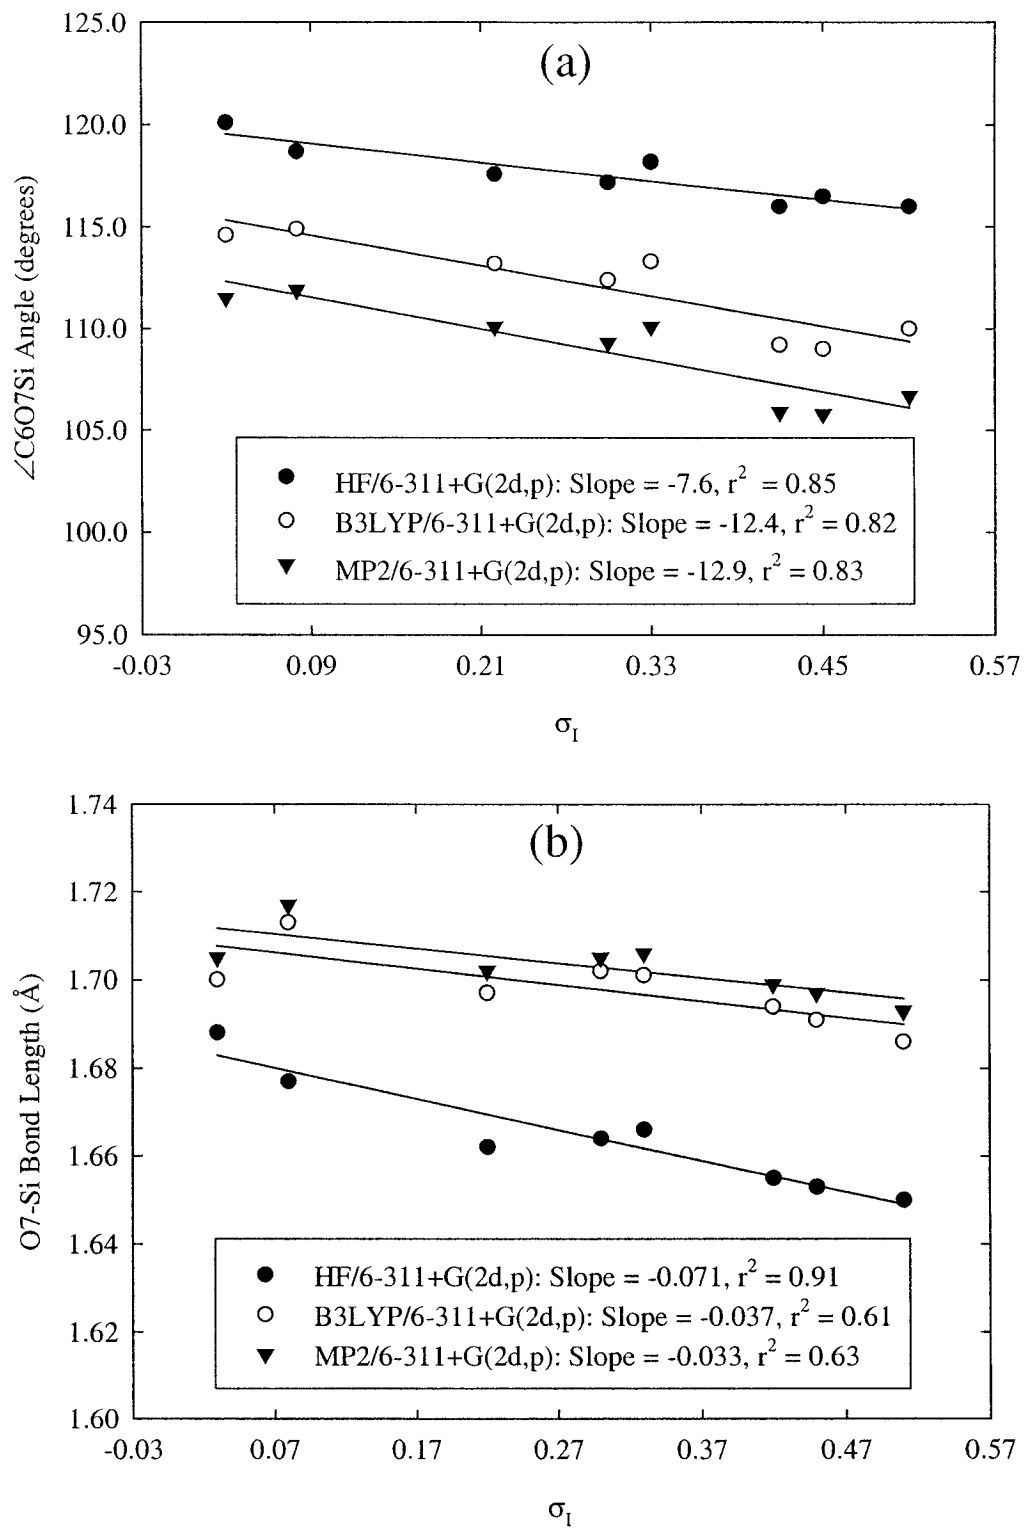 (a)
125.0
120.0
115.0
110.0
105.0
100.0
95.0
∠C6O7Si Angle (degrees)
HF/6-311+G(2d,p): Slope = -7.6, r² = 0.85
B3LYP/6-311+G(2d,p): Slope = -12.4, r² = 0.82
MP2/6-311+G(2d,p): Slope = -12.9, r² = 0.83
-0.03 0.09 0.21 0.33 0.45 0.57
σI
(b)
1.74
1.72
1.70
1.68
1.66
1.64
1.62
1.60
O7-Si Bond Length (Å)
HF/6-311+G(2d,p): Slope = -0.071, r² = 0.91
B3LYP/6-311+G(2d,p): Slope = -0.037, r² = 0.61
MP2/6-311+G(2d,p): Slope = -0.033, r² = 0.63
-0.03 0.07 0.17 0.27 0.37 0.47 0.57
σI